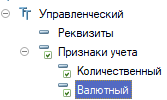 Управленческий
Реквизиты
Признаки учета
Количественный
Валютный